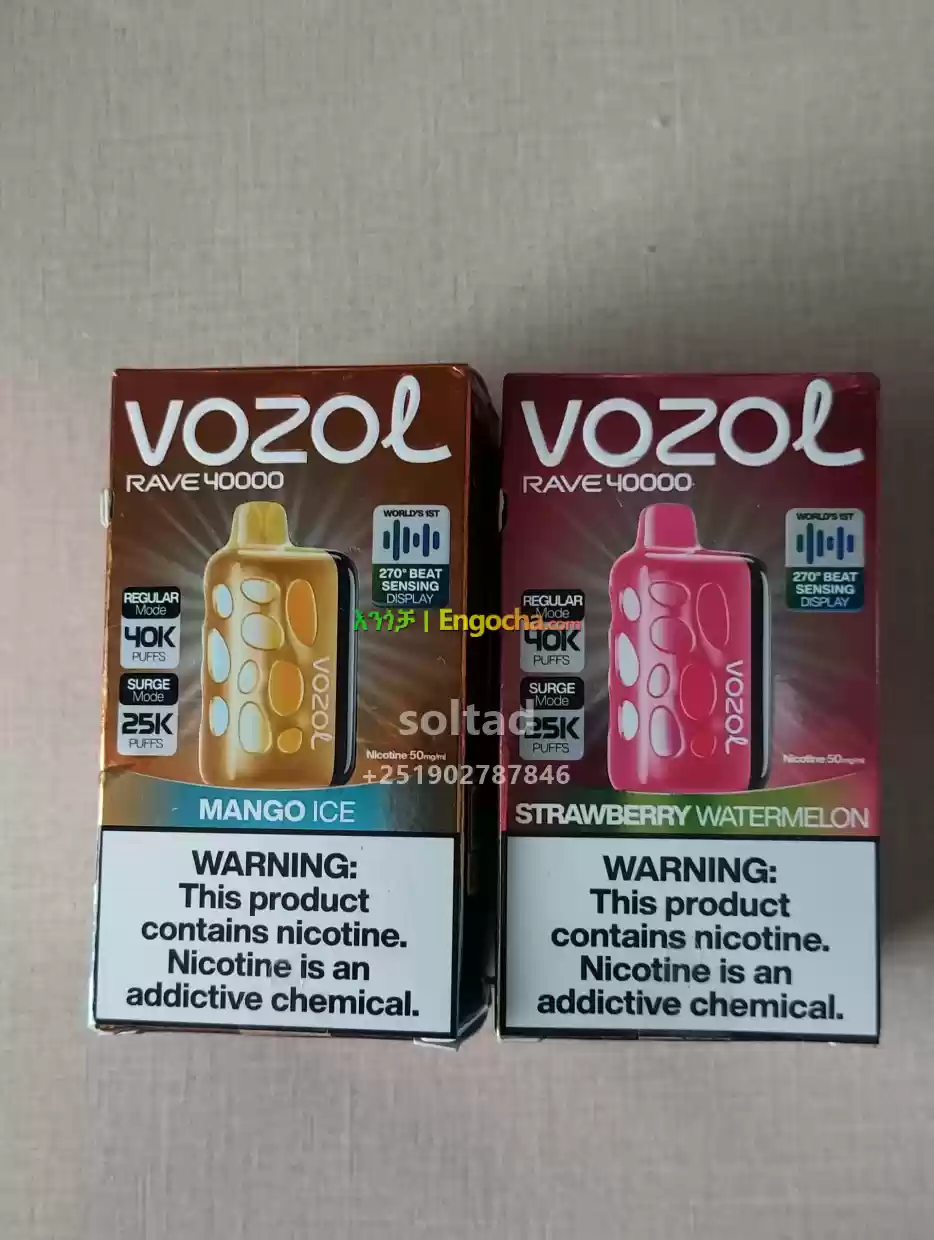 VOZOL
RAVE 40000
WORLD'S 1ST
270° BEAT
SENSING
DISPLAY
REGULAR
Mode
40K
PUFFS
SURGE
Mode
25K
PUFFS
VOZOL
Nicotine 50mg/ml
MANGO ICE
WARNING:
This product
contains nicotine.
Nicotine is an
addictive chemical.
VOZOL
RAVE 40000
WORLD'S 1ST
270° BEAT
SENSING
DISPLAY
REGULAR
Mode
40K
PUFFS
SURGE
Mode
25K
PUFFS
VOZOL
Nicotine 50mg/ml
STRAWBERRY WATERMELON
WARNING:
This product
contains nicotine.
Nicotine is an
addictive chemical.
እንጎቻ | Engocha.com
soltad
+251902787846